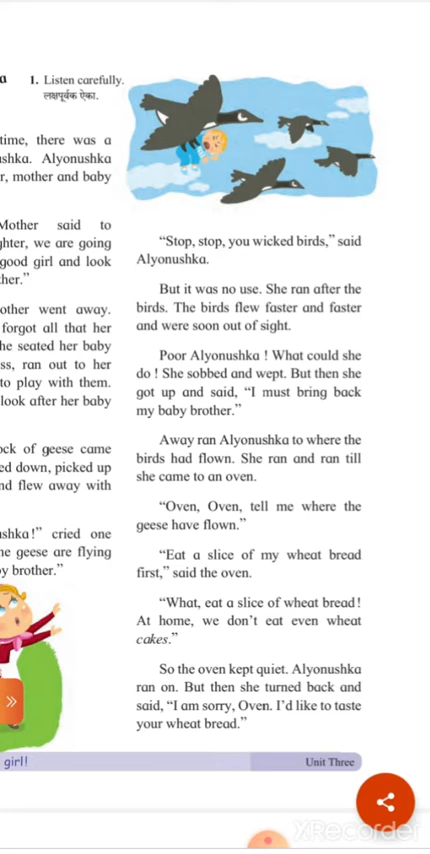 a
1. Listen carefully.
लक्षपूर्वक ऐका.
time, there was a
ushka. Alyonushka
r, mother and baby
Mother said to
ghter, we are going
good girl and look
ther.”
other went away.
forgot all that her
he seated her baby
ss, ran out to her
to play with them.
look after her baby
ock of geese came
ed down, picked up
nd flew away with
ushka!” cried one
he geese are flying
y brother.”
“Stop, stop, you wicked birds,” said
Alyonushka.
But it was no use. She ran after the
birds. The birds flew faster and faster
and were soon out of sight.
Poor Alyonushka ! What could she
do ! She sobbed and wept. But then she
got up and said, “I must bring back
my baby brother.”
Away ran Alyonushka to where the
birds had flown. She ran and ran till
she came to an oven.
“Oven, Oven, tell me where the
geese have flown.”
“Eat a slice of my wheat bread
first,” said the oven.
“What, eat a slice of wheat bread!
At home, we don’t eat even wheat
cakes.”
So the oven kept quiet. Alyonushka
ran on. But then she turned back and
said, “I am sorry, Oven. I’d like to taste
your wheat bread.”
girl!
Unit Three
XRecorder